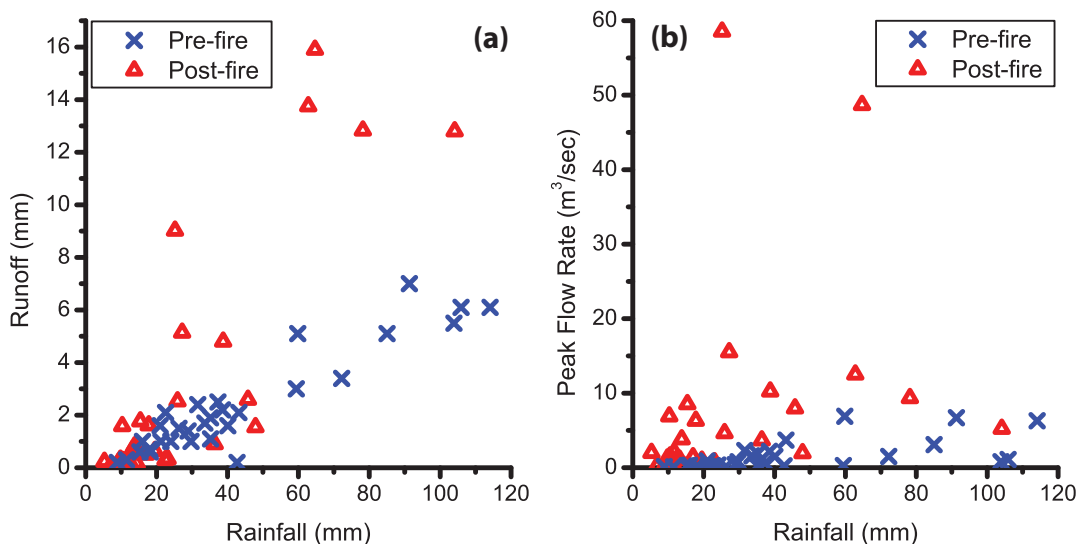 (a)
Pre-fire
Post-fire
Runoff (mm)
16
14
12
10
8
6
4
2
0
0 20 40 60 80 100 120
Rainfall (mm)
(b)
Pre-fire
Post-fire
Peak Flow Rate (m³/sec)
60
50
40
30
20
10
0
0 20 40 60 80 100 120
Rainfall (mm)